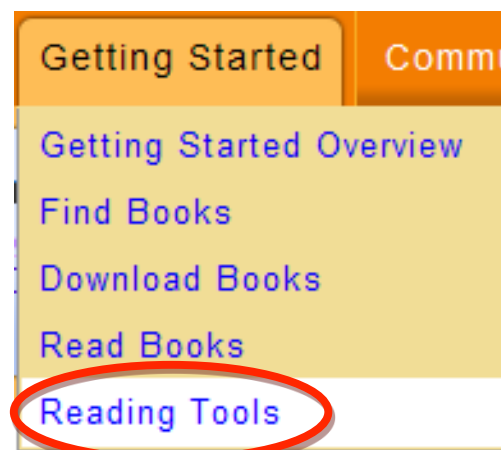 Getting Started
Getting Started Overview
Find Books
Download Books
Read Books
Reading Tools